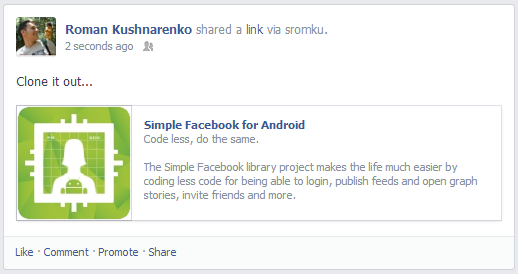 Roman Kushnarenko shared a link via sromku.
2 seconds ago
Clone it out...
Simple Facebook for Android
Code less, do the same.
The Simple Facebook library project makes the life much easier by
coding less code for being able to login, publish feeds and open graph
stories, invite friends and more.
Like · Comment · Promote · Share